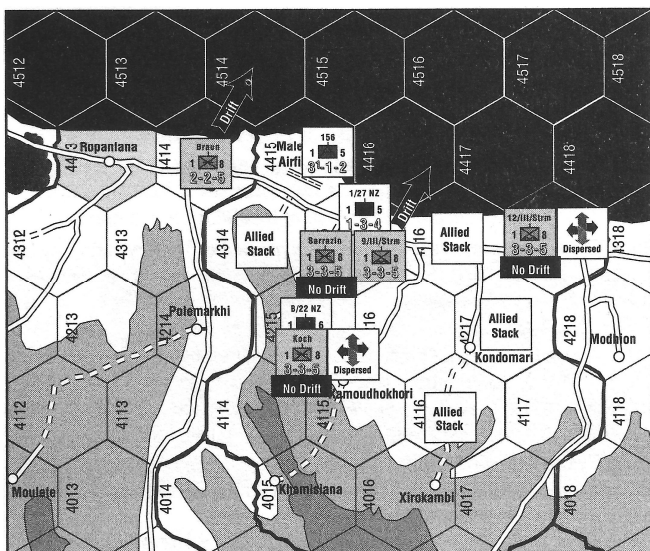 4512
4513
4514
4515
4516
4517
4518
Drift
Ropaniana
4414
Braun
1 8
2-2-5
4415
Male
Airfi
156
1 5
3-1-2
4416
4417
4418
Drift
1/27 NZ
1 5
1-3-4
4312
4313
4314
Allied
Stack
Sarrazin
1 8
3-3-5
9/III/Strm
1 8
3-3-5
No Drift
Allied
Stack
12/III/Strm
1 8
3-3-5
No Drift
Dispersed
4318
4213
Polemarkhi
4214
4215
B/22 NZ
Koch
1 8
3-3-5
No Drift
Dispersed
Allied
Stack
4217
Kondomari
4218
Modhion
4112
4113
4114
4115
Kamoudhokhori
4116
Allied
Stack
4117
4118
Moulete
4013
4014
4015
Khamisiana
4016
Xirokambi
4017
4018